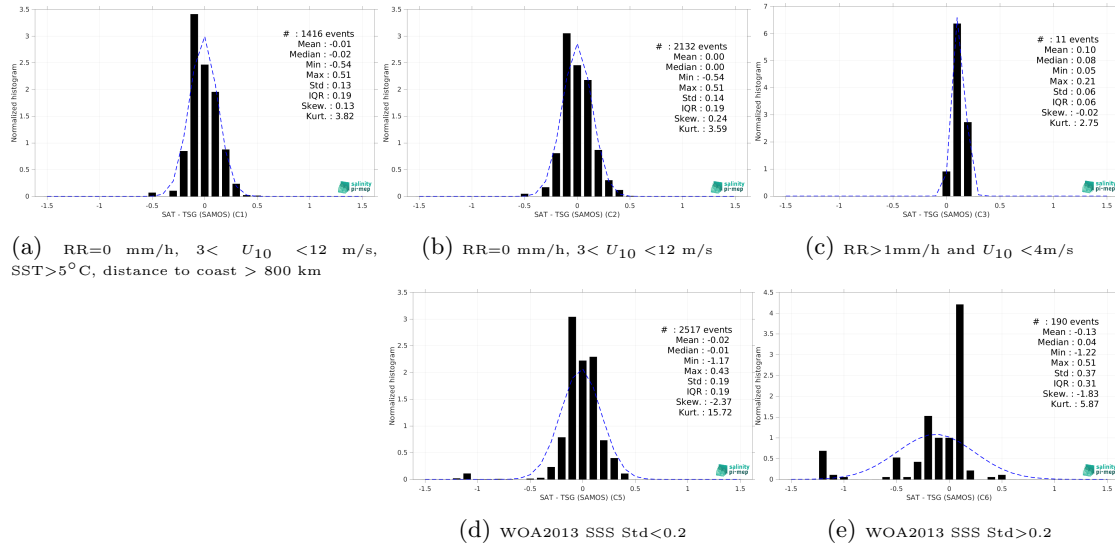 3.5
3
2.5
2
1.5
1
0.5
0
Normalized histogram
# : 1416 events
Mean : -0.01
Median : -0.02
Min : -0.54
Max : 0.51
Std : 0.13
IQR : 0.19
Skew. : 0.13
Kurt. : 3.82
salinity
pi-mep
-1.5 -1 -0.5 0 0.5 1 1.5
SAT - TSG (SAMOS) (C1)
(a) RR=0 mm/h, 3< U10 <12 m/s,
SST>5°C, distance to coast > 800 km
3.5
3
2.5
2
1.5
1
0.5
0
Normalized histogram
# : 2132 events
Mean : 0.00
Median : 0.00
Min : -0.54
Max : 0.51
Std : 0.14
IQR : 0.19
Skew. : 0.24
Kurt. : 3.59
salinity
pi-mep
-1.5 -1 -0.5 0 0.5 1 1.5
SAT - TSG (SAMOS) (C2)
(b) RR=0 mm/h, 3< U10 <12 m/s
7
6
5
4
3
2
1
0
Normalized histogram
# : 11 events
Mean : 0.10
Median : 0.08
Min : 0.05
Max : 0.21
Std : 0.06
IQR : 0.06
Skew. : -0.02
Kurt. : 2.75
salinity
pi-mep
-1.5 -1 -0.5 0 0.5 1 1.5
SAT - TSG (SAMOS) (C3)
(c) RR>1mm/h and U10 <4m/s
3.5
3
2.5
2
1.5
1
0.5
0
Normalized histogram
# : 2517 events
Mean : -0.02
Median : -0.01
Min : -1.17
Max : 0.43
Std : 0.19
IQR : 0.19
Skew. : -2.37
Kurt. : 15.72
salinity
pi-mep
-1.5 -1 -0.5 0 0.5 1 1.5
SAT - TSG (SAMOS) (C5)
(d) WOA2013 SSS Std<0.2
4.5
4
3.5
3
2.5
2
1.5
1
0.5
0
Normalized histogram
# : 190 events
Mean : -0.13
Median : 0.04
Min : -1.22
Max : 0.51
Std : 0.37
IQR : 0.31
Skew. : -1.83
Kurt. : 5.87
salinity
pi-mep
-1.5 -1 -0.5 0 0.5 1 1.5
SAT - TSG (SAMOS) (C6)
(e) WOA2013 SSS Std>0.2